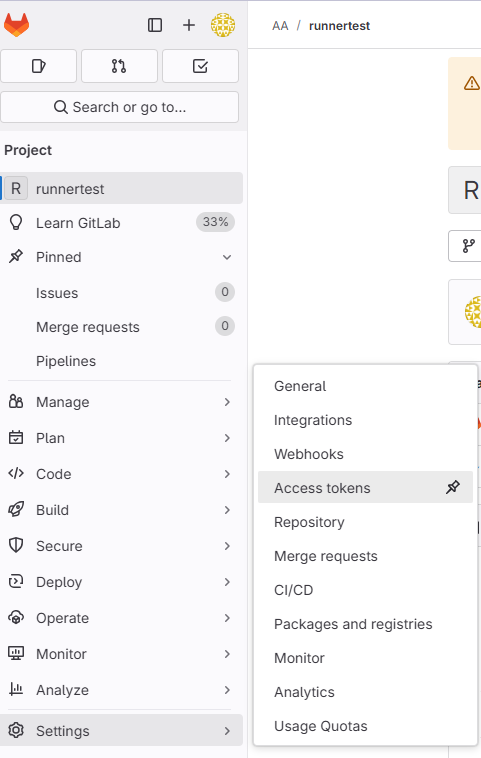 AA / runnertest
Search or go to...
Project
R runnertest
Learn GitLab 33%
Pinned
Issues 0
Merge requests 0
Pipelines
Manage
Plan
Code
Build
Secure
Deploy
Operate
Monitor
Analyze
Settings
R
General
Integrations
Webhooks
Access tokens
Repository
Merge requests
CI/CD
Packages and registries
Monitor
Analytics
Usage Quotas